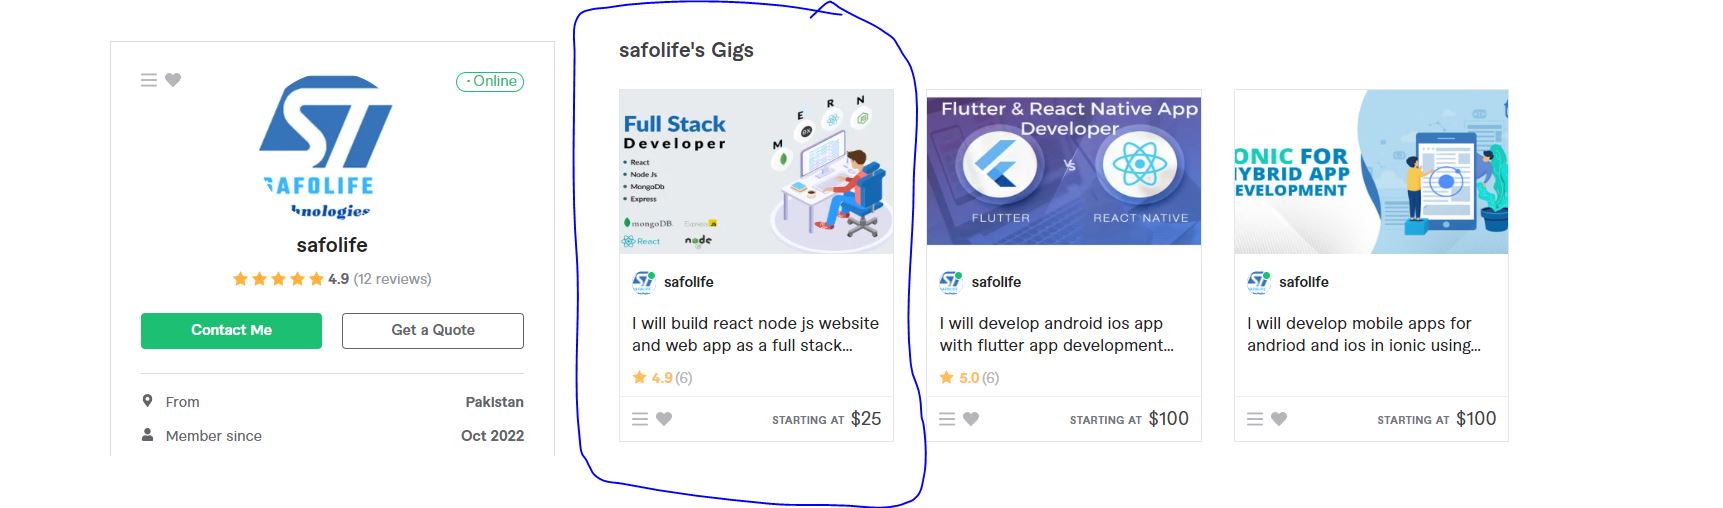 · Online
ST
SAFOLIFE
safolife
4.9 (12 reviews)
Contact Me
Get a Quote
From
Pakistan
Member since
Oct 2022
safolife's Gigs
Full Stack
Developer
React
Node Js
MongoDb
Express
M
E
R
N
mongoDB.
React
node
safolife
I will build react node js website
and web app as a full stack...
4.9 (6)
STARTING AT $25
Flutter & React Native App
Developer
FLUTTER
Vs
REACT NATIVE
safolife
I will develop android ios app
with flutter app development...
5.0 (6)
STARTING AT $100
ONIC FOR
HYBRID APP
EVELOPMENT
safolife
I will develop mobile apps for
andriod and ios in ionic using...
STARTING AT $100